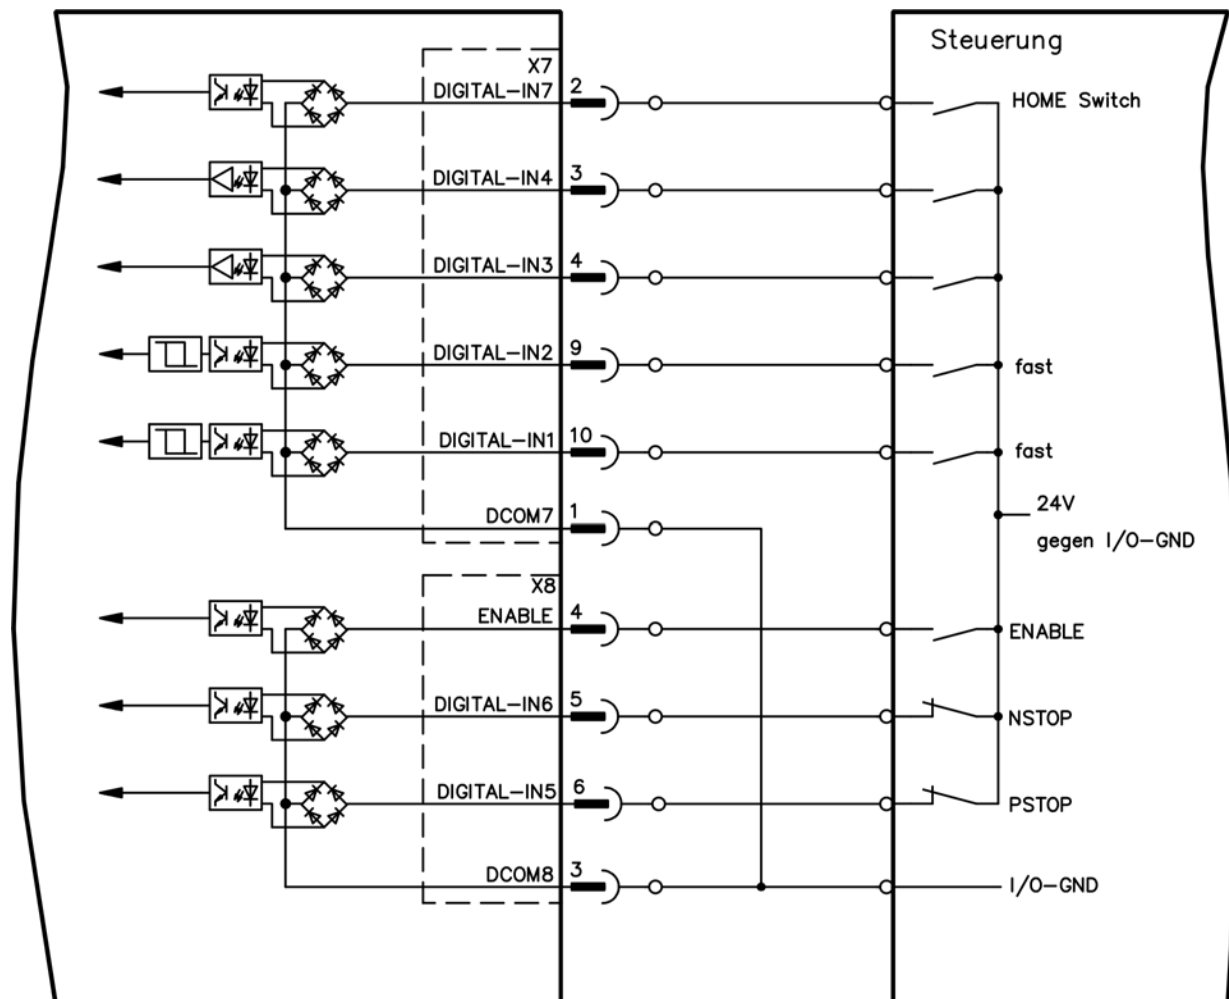 Steuerung
X7
DIGITAL-IN7 2 HOME Switch
DIGITAL-IN4 3
DIGITAL-IN3 4
DIGITAL-IN2 9 fast
DIGITAL-IN1 10 fast
DCOM7 1 24V
gegen I/O-GND
X8
ENABLE 4 ENABLE
DIGITAL-IN6 5 NSTOP
DIGITAL-IN5 6 PSTOP
DCOM8 3 I/O-GND